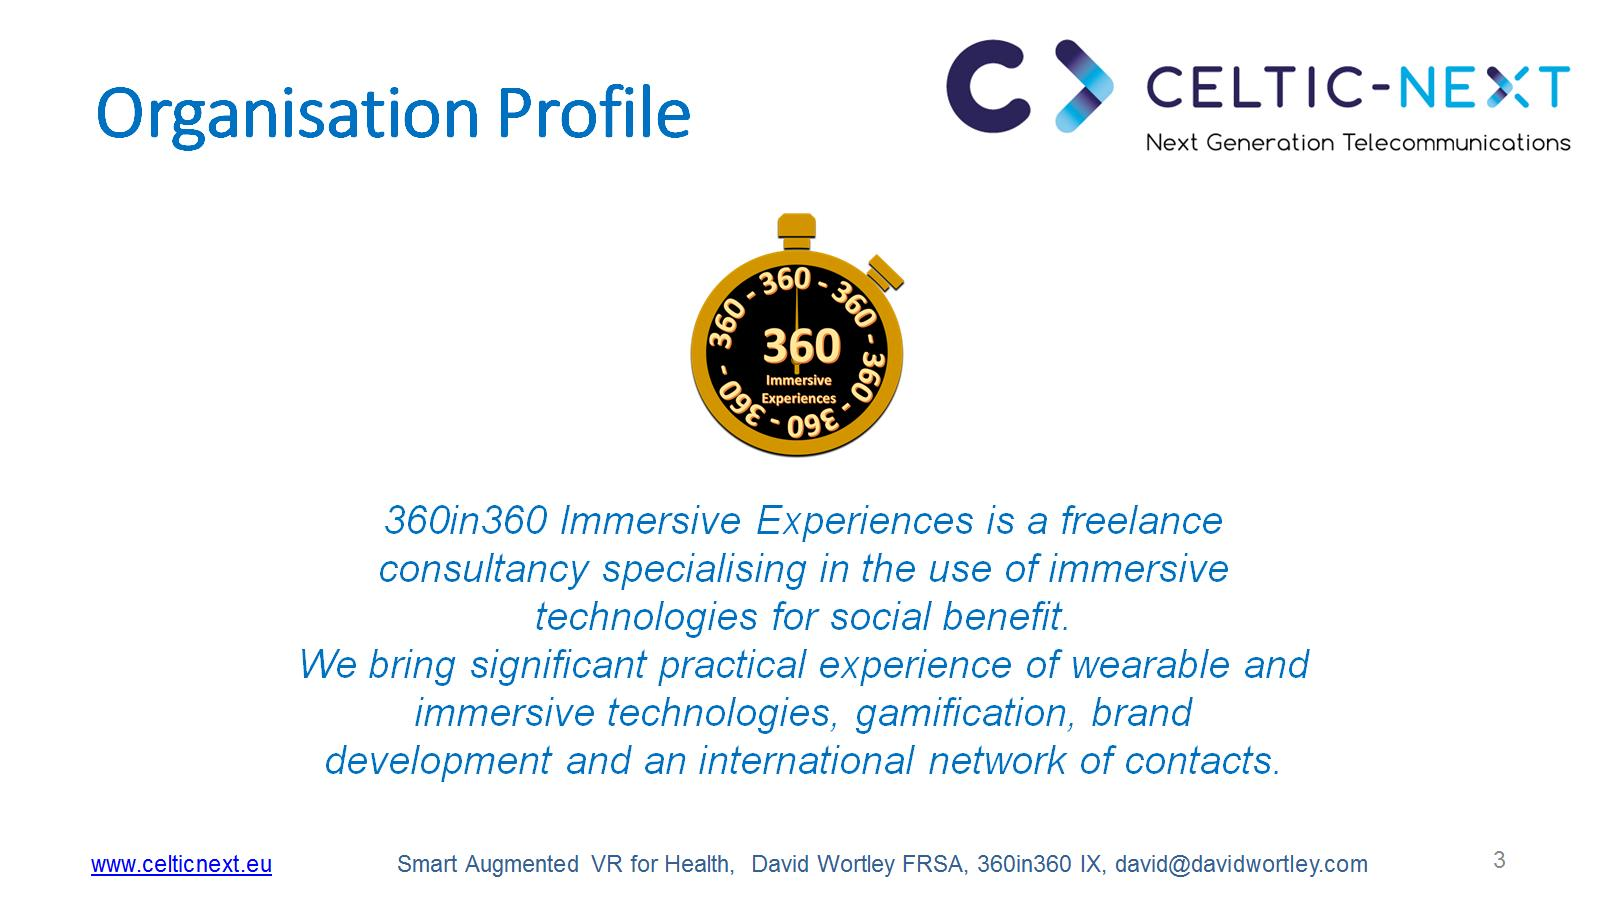 Organisation Profile
CELTIC-NEXT
Next Generation Telecommunications
360 - 360 - 360 - 360 - 360 - 360 -
360
Immersive
Experiences
360in360 Immersive Experiences is a freelance
consultancy specialising in the use of immersive
technologies for social benefit.
We bring significant practical experience of wearable and
immersive technologies, gamification, brand
development and an international network of contacts.
www.celticnext.eu
Smart Augmented VR for Health, David Wortley FRSA, 360in360 IX, david@davidwortley.com
3